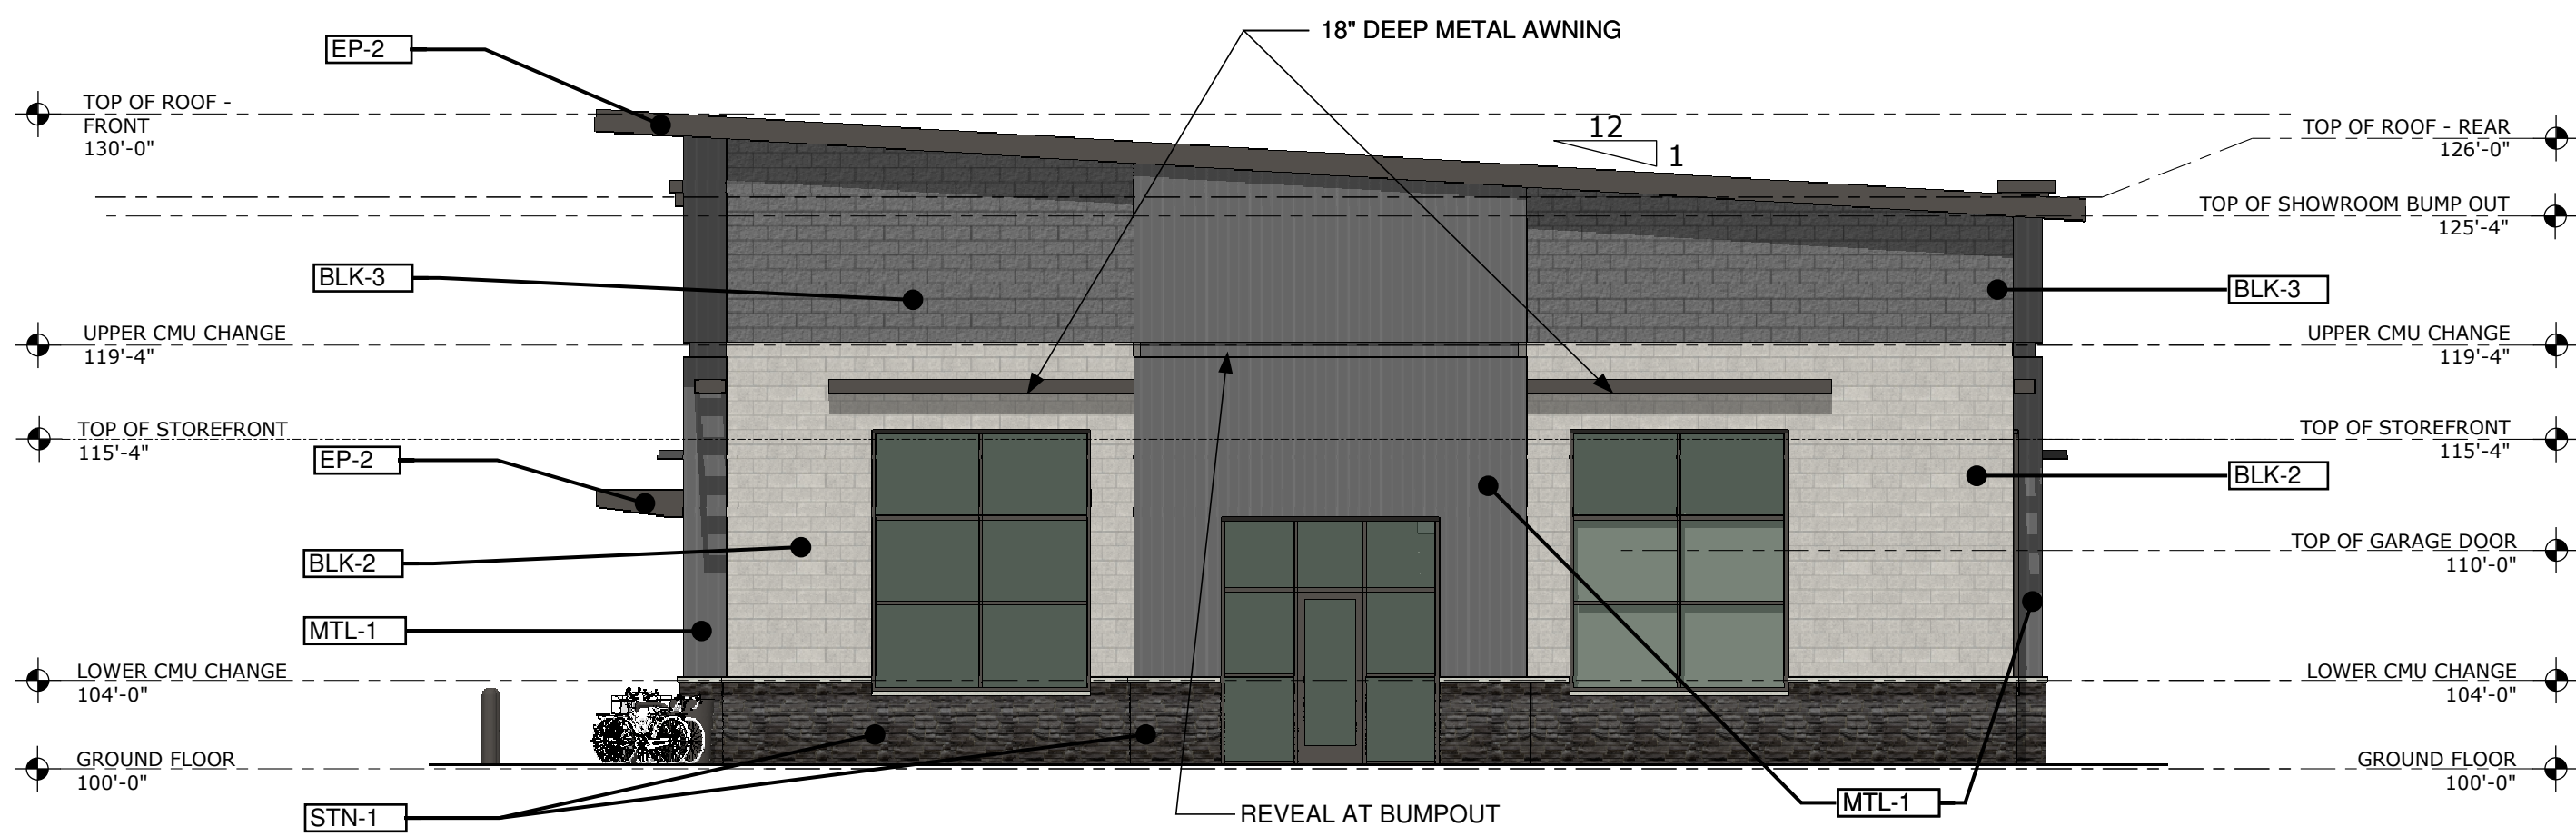 18" DEEP METAL AWNING
EP-2
TOP OF ROOF -
FRONT
130'-0"
12
1
TOP OF ROOF - REAR
126'-0"
TOP OF SHOWROOM BUMP OUT
125'-4"
BLK-3
BLK-3
UPPER CMU CHANGE
119'-4"
UPPER CMU CHANGE
119'-4"
TOP OF STOREFRONT
115'-4"
TOP OF STOREFRONT
115'-4"
EP-2
BLK-2
BLK-2
TOP OF GARAGE DOOR
110'-0"
MTL-1
LOWER CMU CHANGE
104'-0"
LOWER CMU CHANGE
104'-0"
GROUND FLOOR
100'-0"
GROUND FLOOR
100'-0"
STN-1
REVEAL AT BUMPOUT
MTL-1